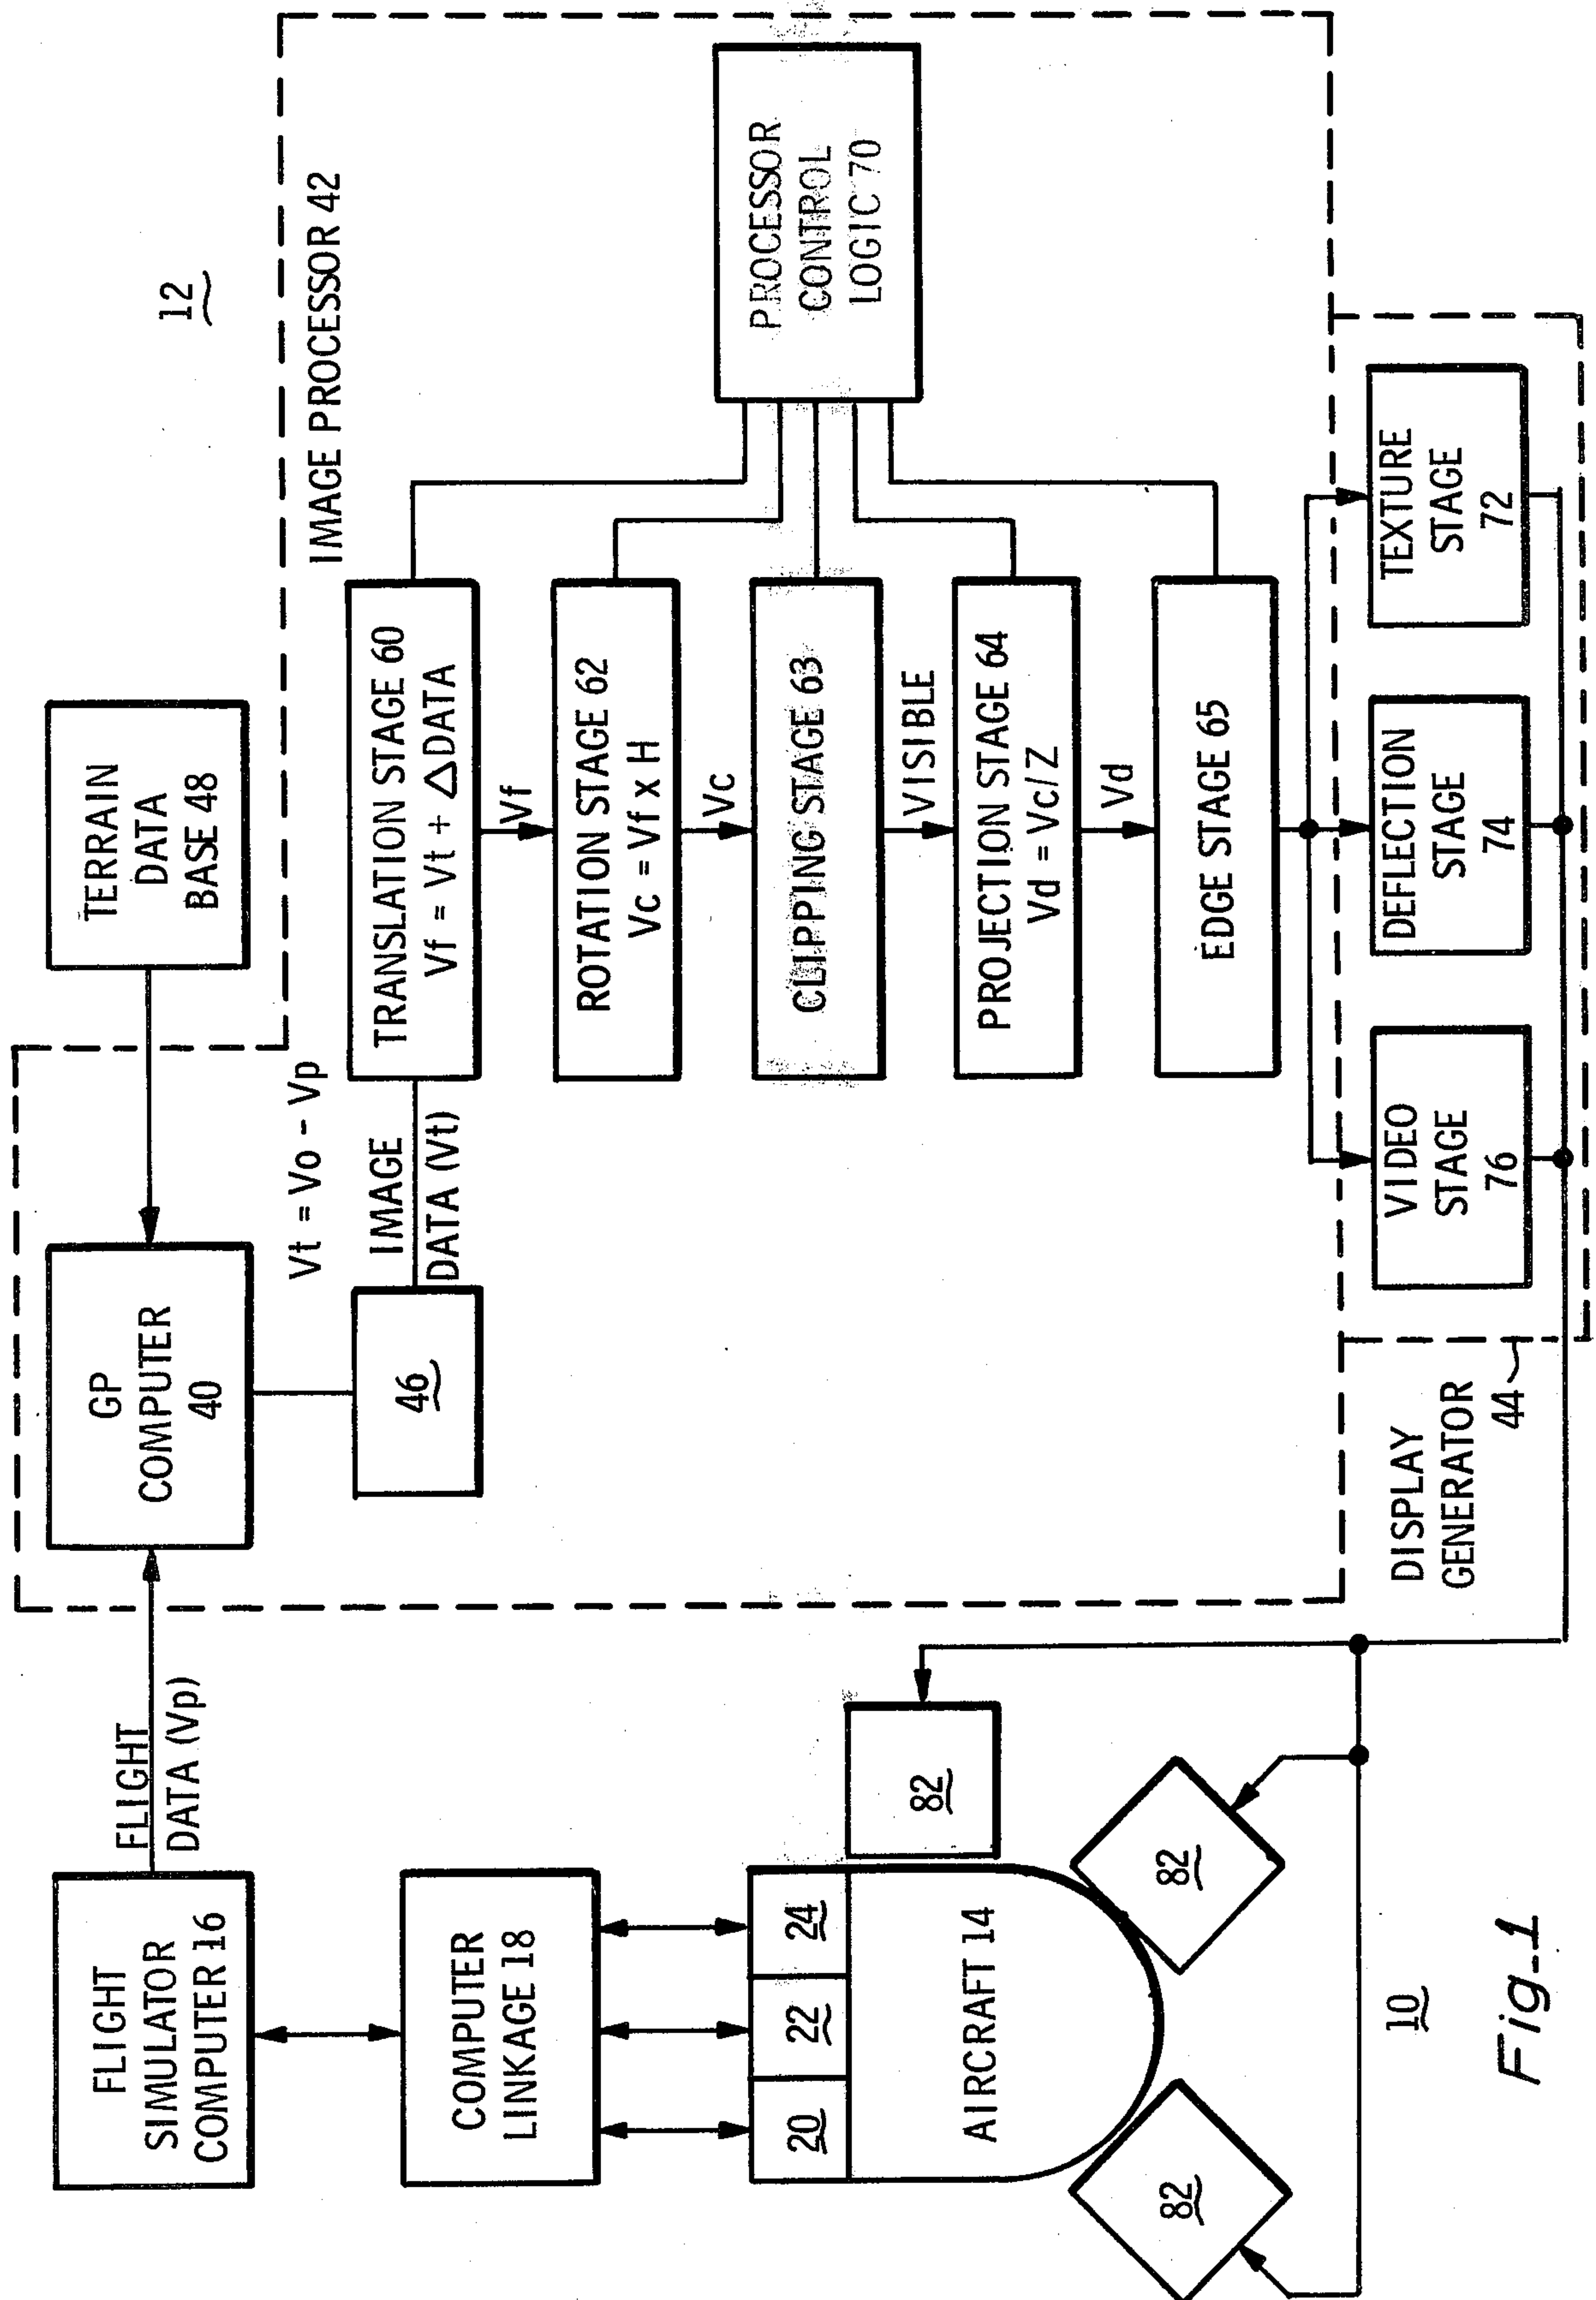 FLIGHT
SIMULATOR
COMPUTER 16
FLIGHT
DATA (Vp)
GP
COMPUTER
40
TERRAIN
DATA
BASE 48
12
COMPUTER
LINKAGE 18
46
Vt = Vo - Vp
IMAGE
DATA (Vt)
IMAGE PROCESSOR 42
TRANSLATION STAGE 60
Vf = Vt + ΔDATA
Vf
ROTATION STAGE 62
Vc = Vf x H
Vc
CLIPPING STAGE 63
VISIBLE
PROJECTION STAGE 64
Vd = Vc/Z
Vd
EDGE STAGE 65
PROCESSOR
CONTROL
LOGIC 70
20
22
24
AIRCRAFT 14
82
82
82
DISPLAY
GENERATOR
44
VIDEO
STAGE
76
DEFLECTION
STAGE
74
TEXTURE
STAGE
72
10
Fig_1